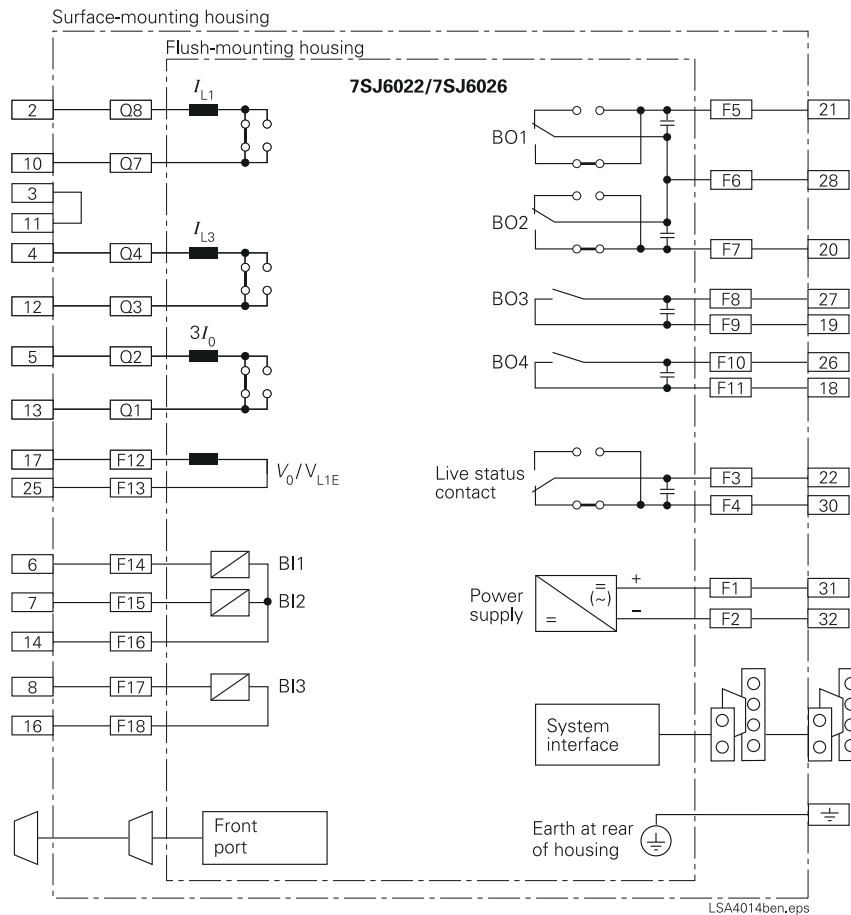 Surface-mounting housing
Flush-mounting housing
7SJ6022/7SJ6026
2 Q8 I_L1
10 Q7
3
11
4 Q4 I_L3
12 Q3
5 Q2 3I_0
13 Q1
17 F12
25 F13
V_0/V_L1E
6 F14 BI1
7 F15 BI2
14 F16
8 F17 BI3
16 F18
Front
port
BO1
F5 21
F6 28
BO2
F7 20
BO3 F8 27
F9 19
BO4 F10 26
F11 18
Live status
contact
F3 22
F4 30
Power
supply
= (~)
=
+ F1 31
− F2 32
System
interface
Earth at rear
of housing
LSA4014ben.eps